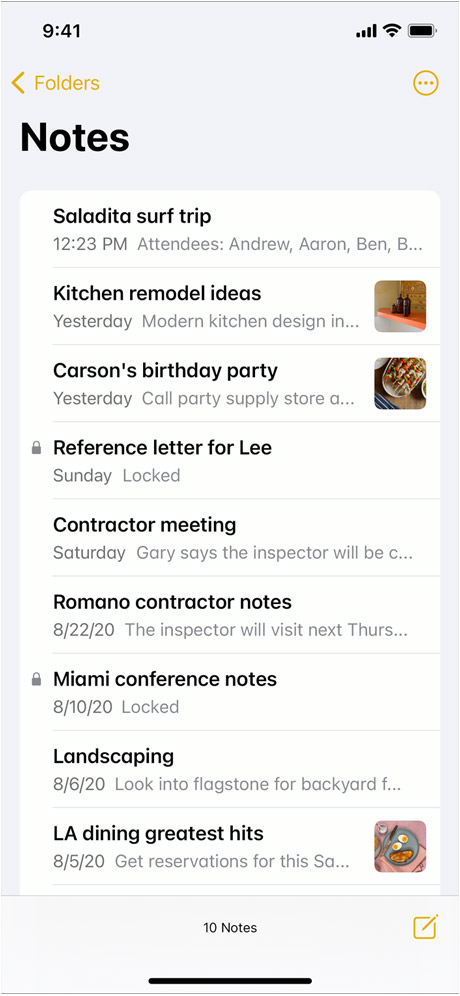 9:41
Folders
Notes
Saladita surf trip
12:23 PM Attendees: Andrew, Aaron, Ben, B...
Kitchen remodel ideas
Yesterday Modern kitchen design in...
Carson's birthday party
Yesterday Call party supply store a...
Reference letter for Lee
Sunday Locked
Contractor meeting
Saturday Gary says the inspector will be c...
Romano contractor notes
8/22/20 The inspector will visit next Thurs...
Miami conference notes
8/10/20 Locked
Landscaping
8/6/20 Look into flagstone for backyard f...
LA dining greatest hits
8/5/20 Get reservations for this Sa...
10 Notes